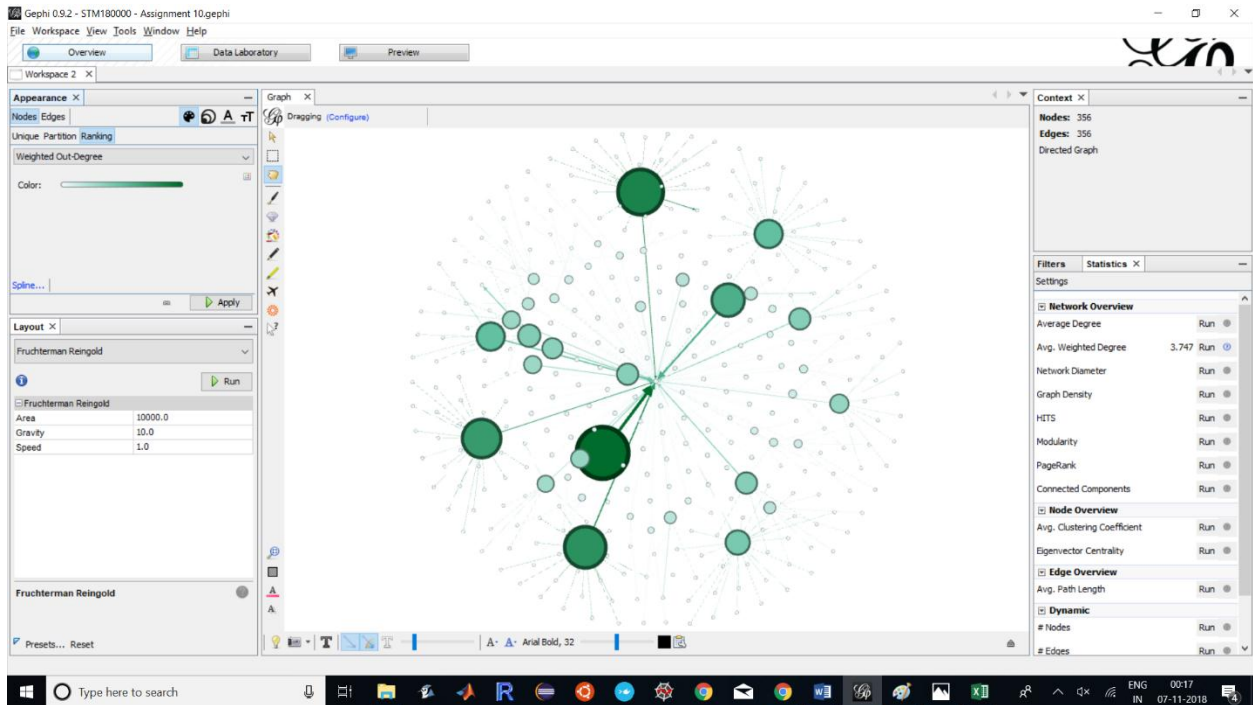 Gephi 0.9.2 - STM180000 - Assignment 10.gephi
File Workspace View Tools Window Help
Overview Data Laboratory Preview
Workspace 2
Appearance
Nodes Edges
Unique Partition Ranking
Weighted Out-Degree
Color:
Spline...
Apply
Layout
Fruchterman Reingold
Run
Fruchterman Reingold
Area 10000.0
Gravity 10.0
Speed 1.0
Fruchterman Reingold
Presets... Reset
Graph
Dragging (Configure)
A- A- Arial Bold, 32
Context
Nodes: 356
Edges: 356
Directed Graph
Filters Statistics
Settings
Network Overview
Average Degree Run
Avg. Weighted Degree 3.747 Run
Network Diameter Run
Graph Density Run
HITS Run
Modularity Run
PageRank Run
Connected Components Run
Node Overview
Avg. Clustering Coefficient Run
Eigenvector Centrality Run
Edge Overview
Avg. Path Length Run
Dynamic
# Nodes Run
# Edges Run
Type here to search
ENG 00:17
IN 07-11-2018
4